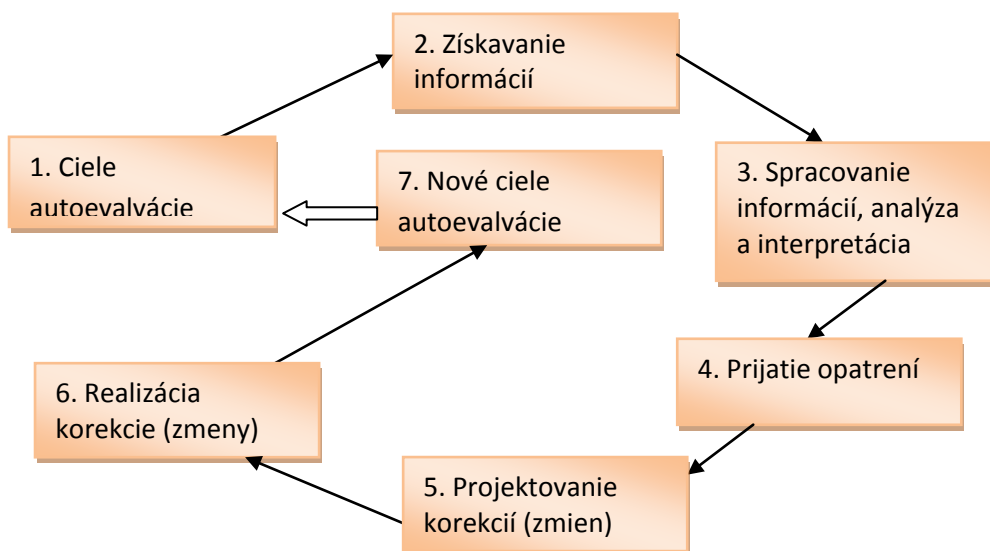 1. Ciele
autoevalvácie
2. Získavanie
informácií
3. Spracovanie
informácií, analýza
a interpretácia
4. Prijatie opatrení
5. Projektovanie
korekcií (zmien)
6. Realizácia
korekcie (zmeny)
7. Nové ciele
autoevalvácie